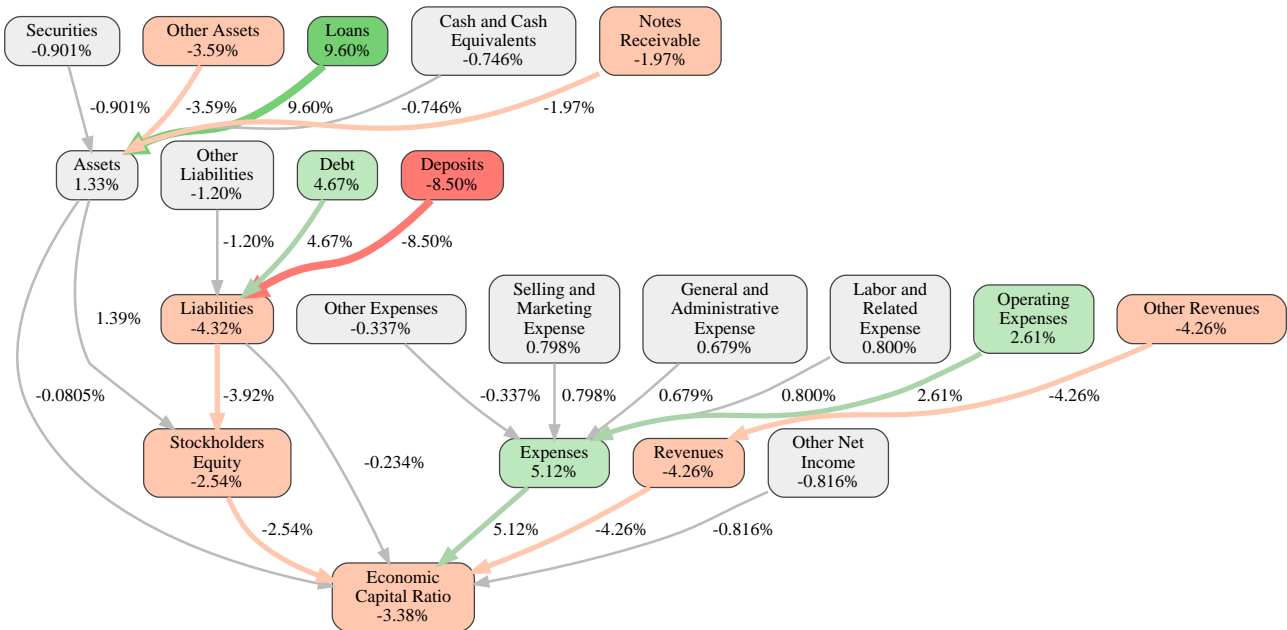 Securities
-0.901%
Other Assets
-3.59%
Loans
9.60%
Cash and Cash
Equivalents
-0.746%
Notes
Receivable
-1.97%
-0.901%
-3.59%
9.60%
-0.746%
-1.97%
Assets
1.33%
Other
Liabilities
-1.20%
Debt
4.67%
Deposits
-8.50%
-1.20%
4.67%
-8.50%
Liabilities
-4.32%
Other Expenses
-0.337%
Selling and
Marketing
Expense
0.798%
General and
Administrative
Expense
0.679%
Labor and
Related
Expense
0.800%
Operating
Expenses
2.61%
Other Revenues
-4.26%
1.39%
-0.0805%
-3.92%
-0.337%
0.798%
0.679%
0.800%
2.61%
-4.26%
Stockholders
Equity
-2.54%
-0.234%
Expenses
5.12%
Revenues
-4.26%
Other Net
Income
-0.816%
-2.54%
5.12%
-4.26%
-0.816%
Economic
Capital Ratio
-3.38%